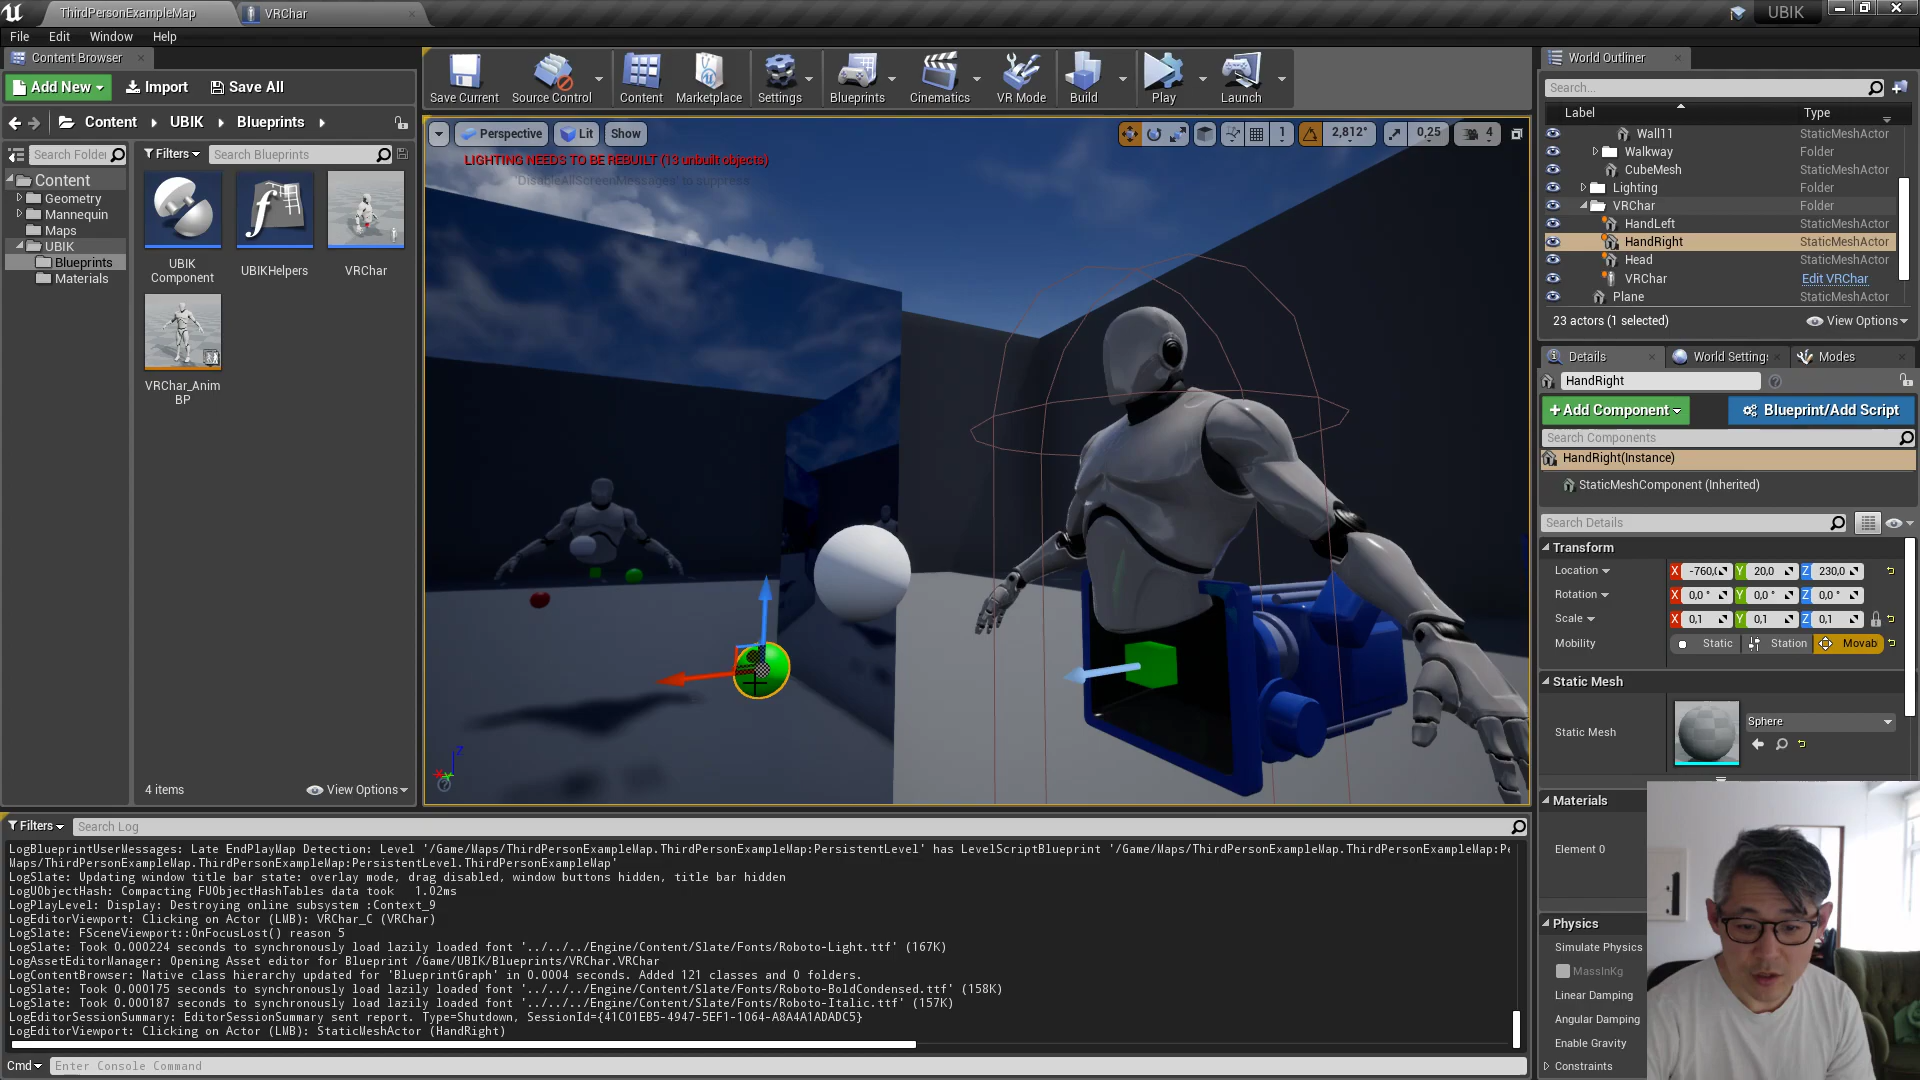 ThirdPersonExampleMap
VRChar
UBIK
File Edit Window Help
Content Browser
Add New
Import
Save All
Content
UBIK
Blueprints
Search Folder
Filters
Search Blueprints
Content
Geometry
Mannequin
Maps
UBIK
Blueprints
Materials
UBIK
Component
UBIKHelpers
VRChar
VRChar_Anim
BP
4 items
View Options
Save Current
Source Control
Content
Marketplace
Settings
Blueprints
Cinematics
VR Mode
Build
Play
Launch
Perspective
Lit
Show
1
2,812°
0,25
4
LIGHTING NEEDS TO BE REBUILT (13 unbuilt objects)
'DisableAllScreenMessages' to suppress
Z
World Outliner
Search...
Label Type
Wall11 StaticMeshActor
Walkway Folder
CubeMesh StaticMeshActor
Lighting Folder
VRChar Folder
HandLeft StaticMeshActor
HandRight StaticMeshActor
Head StaticMeshActor
VRChar Edit VRChar
Plane StaticMeshActor
23 actors (1 selected)
View Options
Details
World Settings
Modes
HandRight
+Add Component
Blueprint/Add Script
Search Components
HandRight(Instance)
StaticMeshComponent (Inherited)
Search Details
Transform
Location X -760,( Y 20,0 Z 230,0
Rotation X 0,0 ° Y 0,0 ° Z 0,0 °
Scale X 0,1 Y 0,1 Z 0,1
Mobility Static Station Movab
Static Mesh
Static Mesh
Sphere
Materials
Element 0
Physics
Simulate Physics
MassInKg
Linear Damping
Angular Damping
Enable Gravity
Constraints
Filters
Search Log
LogBlueprintUserMessages: Late EndPlayMap Detection: Level '/Game/Maps/ThirdPersonExampleMap.ThirdPersonExampleMap:PersistentLevel' has LevelScriptBlueprint '/Game/Maps/ThirdPersonExampleMap.ThirdPersonExampleMap:Pe
Maps/ThirdPersonExampleMap.ThirdPersonExampleMap:PersistentLevel.ThirdPersonExampleMap'
LogSlate: Updating window title bar state: overlay mode, drag disabled, window buttons hidden, title bar hidden
LogUObjectHash: Compacting FUObjectHashTables data took 1.02ms
LogPlayLevel: Display: Destroying online subsystem :Context_9
LogEditorViewport: Clicking on Actor (LMB): VRChar_C (VRChar)
LogSlate: FSceneViewport::OnFocusLost() reason 5
LogSlate: Took 0.000224 seconds to synchronously load lazily loaded font '../../../Engine/Content/Slate/Fonts/Roboto-Light.ttf' (167K)
LogAssetEditorManager: Opening Asset editor for Blueprint /Game/UBIK/Blueprints/VRChar.VRChar
LogContentBrowser: Native class hierarchy updated for 'BlueprintGraph' in 0.0004 seconds. Added 121 classes and 0 folders.
LogSlate: Took 0.000175 seconds to synchronously load lazily loaded font '../../../Engine/Content/Slate/Fonts/Roboto-BoldCondensed.ttf' (158K)
LogSlate: Took 0.000187 seconds to synchronously load lazily loaded font '../../../Engine/Content/Slate/Fonts/Roboto-Italic.ttf' (157K)
LogEditorSessionSummary: EditorSessionSummary sent report. Type=Shutdown, SessionId={41C01EB5-4947-5EF1-1064-A8A4A1ADADC5}
LogEditorViewport: Clicking on Actor (LMB): StaticMeshActor (HandRight)
Cmd
Enter Console Command